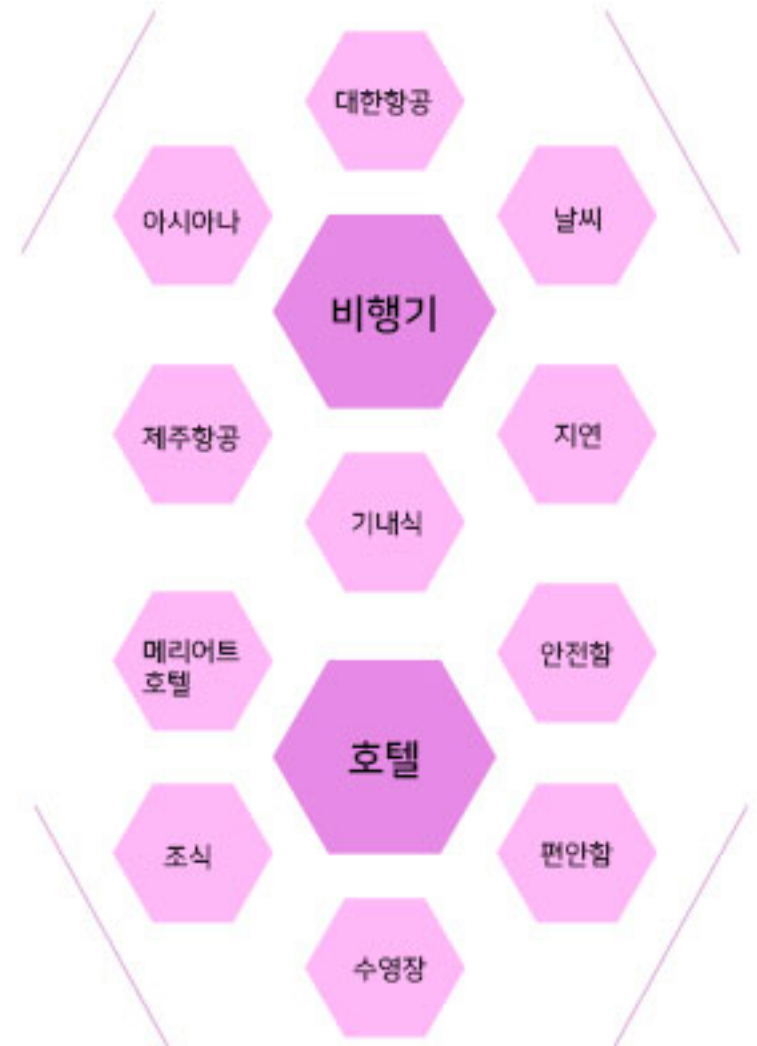 대한항공
아시아나
날씨
비행기
제주항공
지연
기내식
메리어트
호텔
안전함
호텔
조식
편안함
수영장